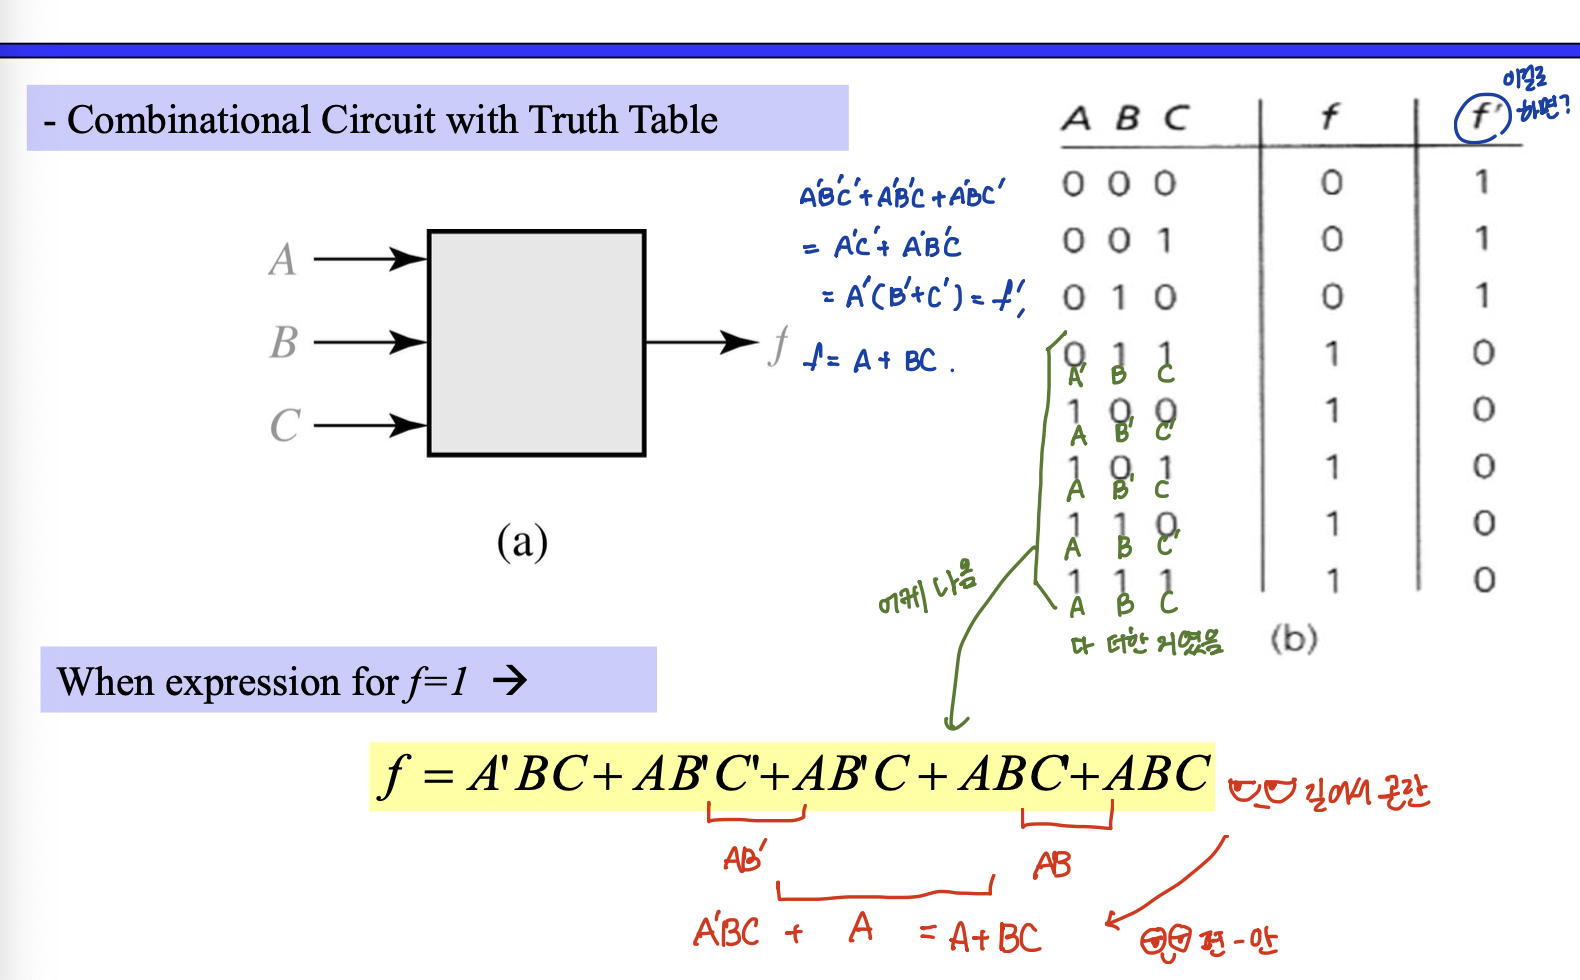 - Combinational Circuit with Truth Table
A
B
C
f
(a)
A'B'C' + A'B'C + A'BC'
= A'C' + A'B'C
= A'(B'+C') = f',
f = A + BC .
이걸로
하면?
A B C f f'
0 0 0 0 1
0 0 1 0 1
0 1 0 0 1
0 1 1 1 0
A' B C
1 0 0 1 0
A B' C'
1 0 1 1 0
A B' C
1 1 0 1 0
A B C'
1 1 1 1 0
A B C
다 더한 거였음
(b)
어케 나옴
When expression for f=1 →
f = A'BC + AB'C' + AB'C + ABC' + ABC
길어서 곤란
AB'
AB
A'BC + A = A + BC
편-안